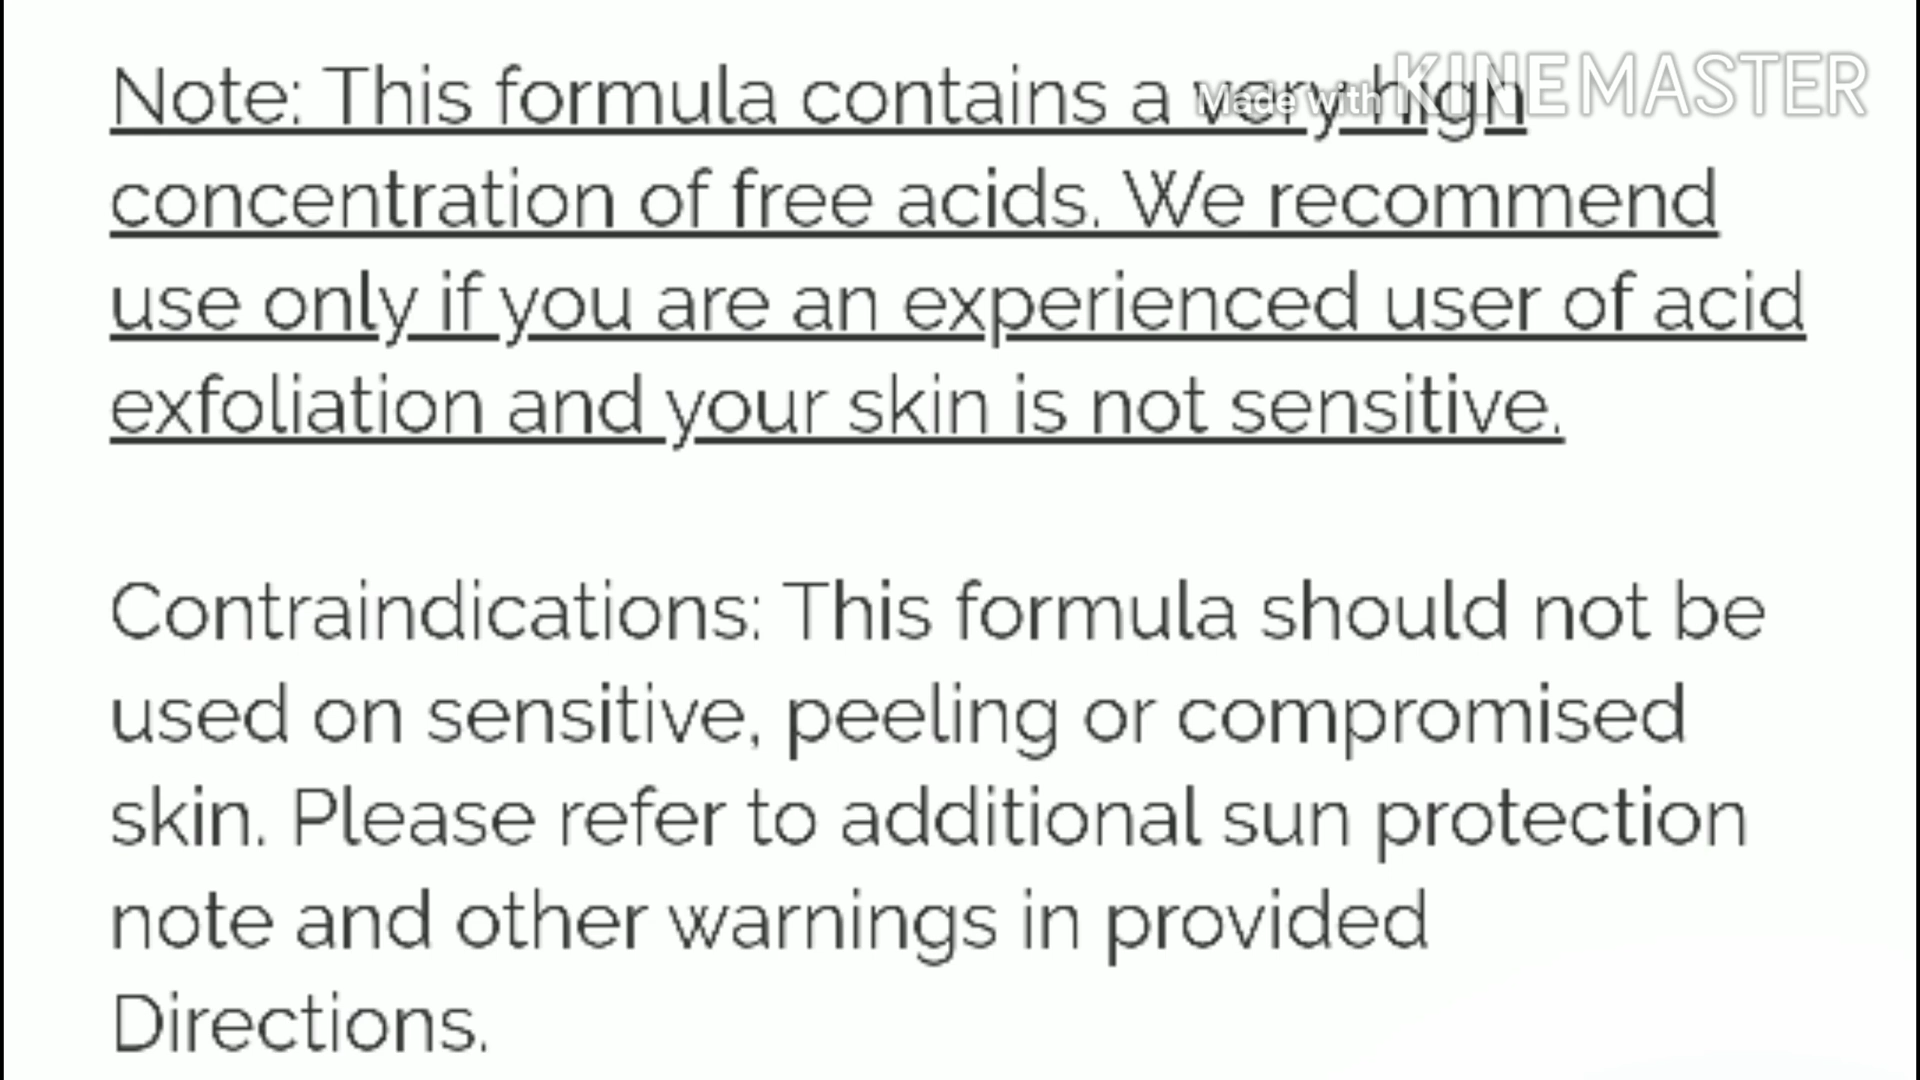 Note: This formula contains a very high
Made with KINEMASTER
concentration of free acids. We recommend
use only if you are an experienced user of acid
exfoliation and your skin is not sensitive.
Contraindications: This formula should not be
used on sensitive, peeling or compromised
skin. Please refer to additional sun protection
note and other warnings in provided
Directions.